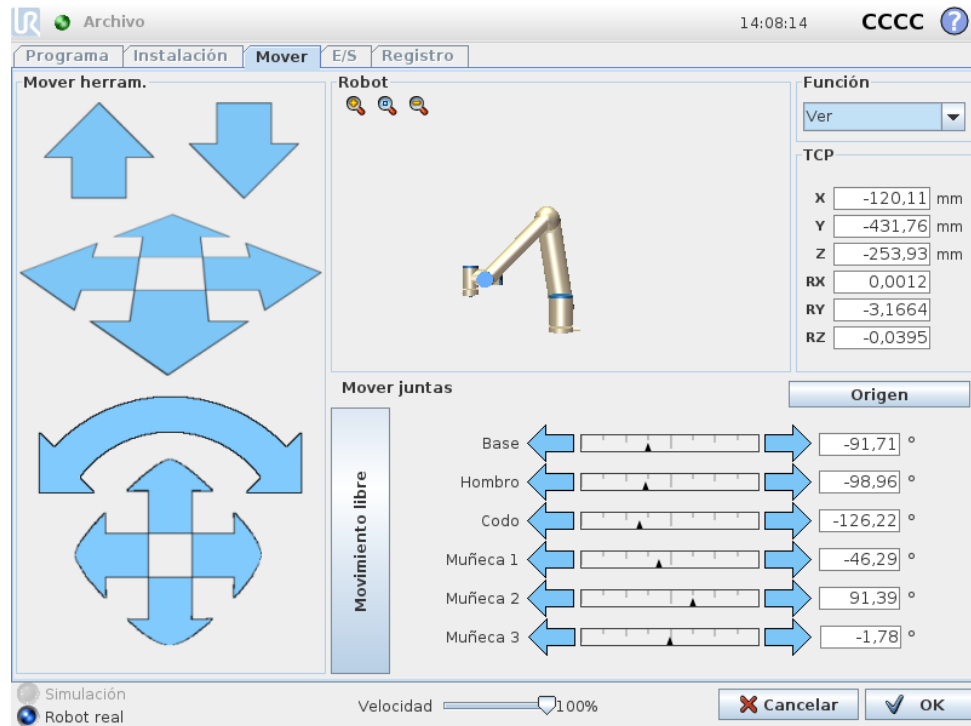 UR Archivo 14:08:14 CCCC ?
Programa Instalación Mover E/S Registro
Mover herram.
Robot
Función
Ver
TCP
X -120,11 mm
Y -431,76 mm
Z -253,93 mm
RX 0,0012
RY -3,1664
RZ -0,0395
Mover juntas
Origen
Movimiento libre
Base -91,71 °
Hombro -98,96 °
Codo -126,22 °
Muñeca 1 -46,29 °
Muñeca 2 91,39 °
Muñeca 3 -1,78 °
Simulación
Robot real
Velocidad 100%
Cancelar
OK